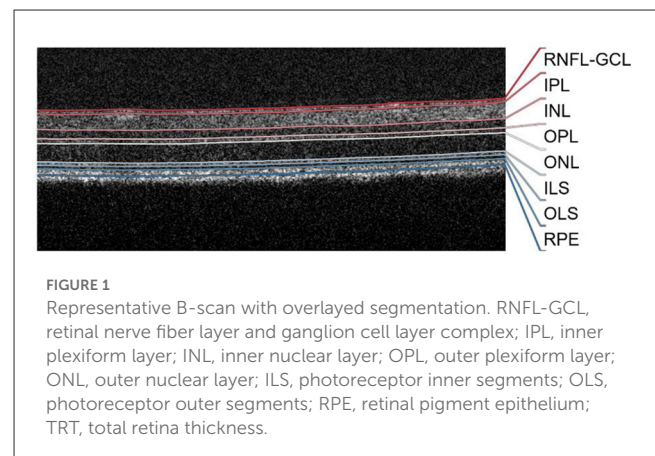 RNFL-GCL
IPL
INL
OPL
ONL
ILS
OLS
RPE
FIGURE 1
Representative B-scan with overlayed segmentation. RNFL-GCL,
retinal nerve fiber layer and ganglion cell layer complex; IPL, inner
plexiform layer; INL, inner nuclear layer; OPL, outer plexiform layer;
ONL, outer nuclear layer; ILS, photoreceptor inner segments; OLS,
photoreceptor outer segments; RPE, retinal pigment epithelium;
TRT, total retina thickness.